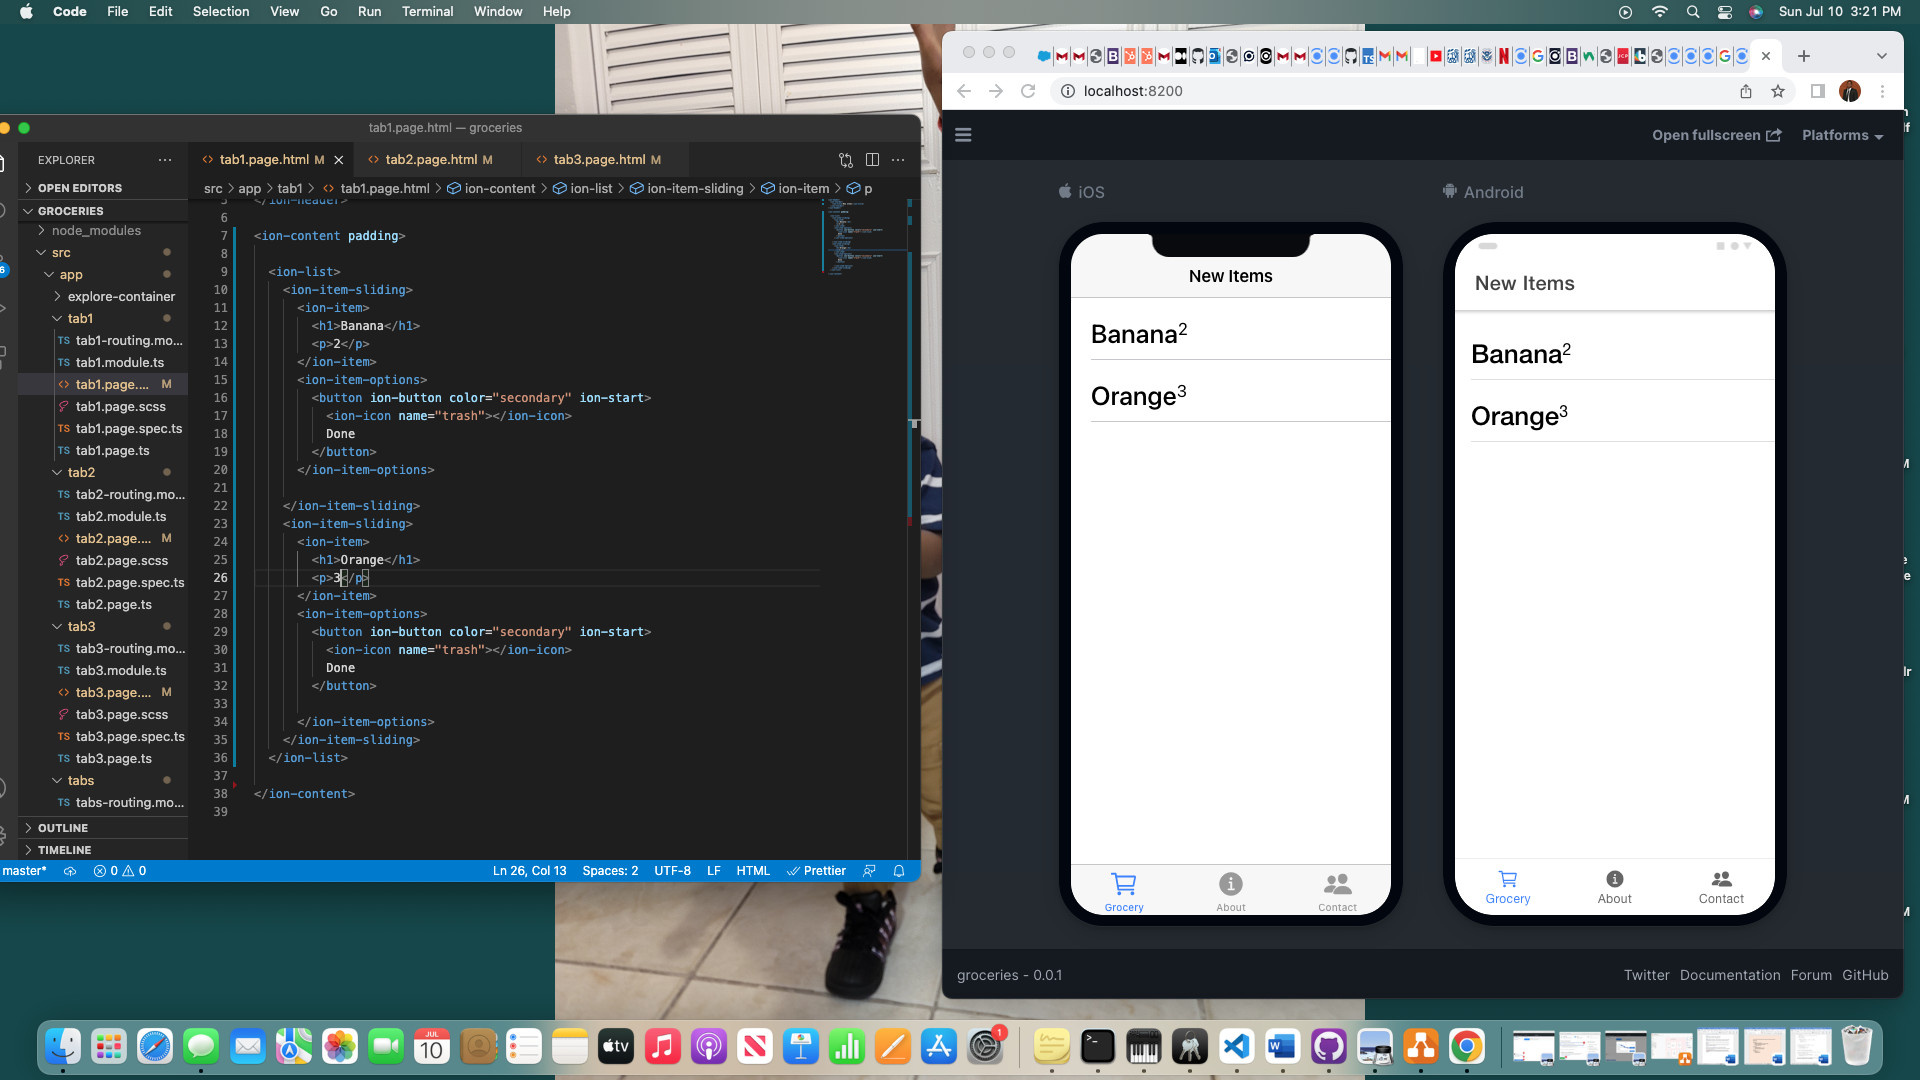 Code File Edit Selection View Go Run Terminal Window Help
Sun Jul 10 3:21 PM
tab1.page.html — groceries
EXPLORER
OPEN EDITORS
GROCERIES
node_modules
src
app
explore-container
tab1
TS tab1-routing.mo...
TS tab1.module.ts
<> tab1.page.... M
tab1.page.scss
TS tab1.page.spec.ts
TS tab1.page.ts
tab2
TS tab2-routing.mo...
TS tab2.module.ts
<> tab2.page.... M
tab2.page.scss
TS tab2.page.spec.ts
TS tab2.page.ts
tab3
TS tab3-routing.mo...
TS tab3.module.ts
<> tab3.page.... M
tab3.page.scss
TS tab3.page.spec.ts
TS tab3.page.ts
tabs
TS tabs-routing.mo...
OUTLINE
TIMELINE
<> tab1.page.html M <> tab2.page.html M <> tab3.page.html M
src > app > tab1 > <> tab1.page.html > ion-content > ion-list > ion-item-sliding > ion-item > p
5 </ion-header>
6
7 <ion-content padding>
8
9 <ion-list>
10 <ion-item-sliding>
11 <ion-item>
12 <h1>Banana</h1>
13 <p>2</p>
14 </ion-item>
15 <ion-item-options>
16 <button ion-button color="secondary" ion-start>
17 <ion-icon name="trash"></ion-icon>
18 Done
19 </button>
20 </ion-item-options>
21
22 </ion-item-sliding>
23 <ion-item-sliding>
24 <ion-item>
25 <h1>Orange</h1>
26 <p>3</p>
27 </ion-item>
28 <ion-item-options>
29 <button ion-button color="secondary" ion-start>
30 <ion-icon name="trash"></ion-icon>
31 Done
32 </button>
33
34 </ion-item-options>
35 </ion-item-sliding>
36 </ion-list>
37
38 </ion-content>
39
master* 0 0 Ln 26, Col 13 Spaces: 2 UTF-8 LF HTML Prettier
localhost:8200
Open fullscreen Platforms
iOS
New Items
Banana2
Orange3
Grocery About Contact
Android
New Items
Banana2
Orange3
Grocery About Contact
groceries - 0.0.1
Twitter Documentation Forum GitHub
JUL
10
tv
1